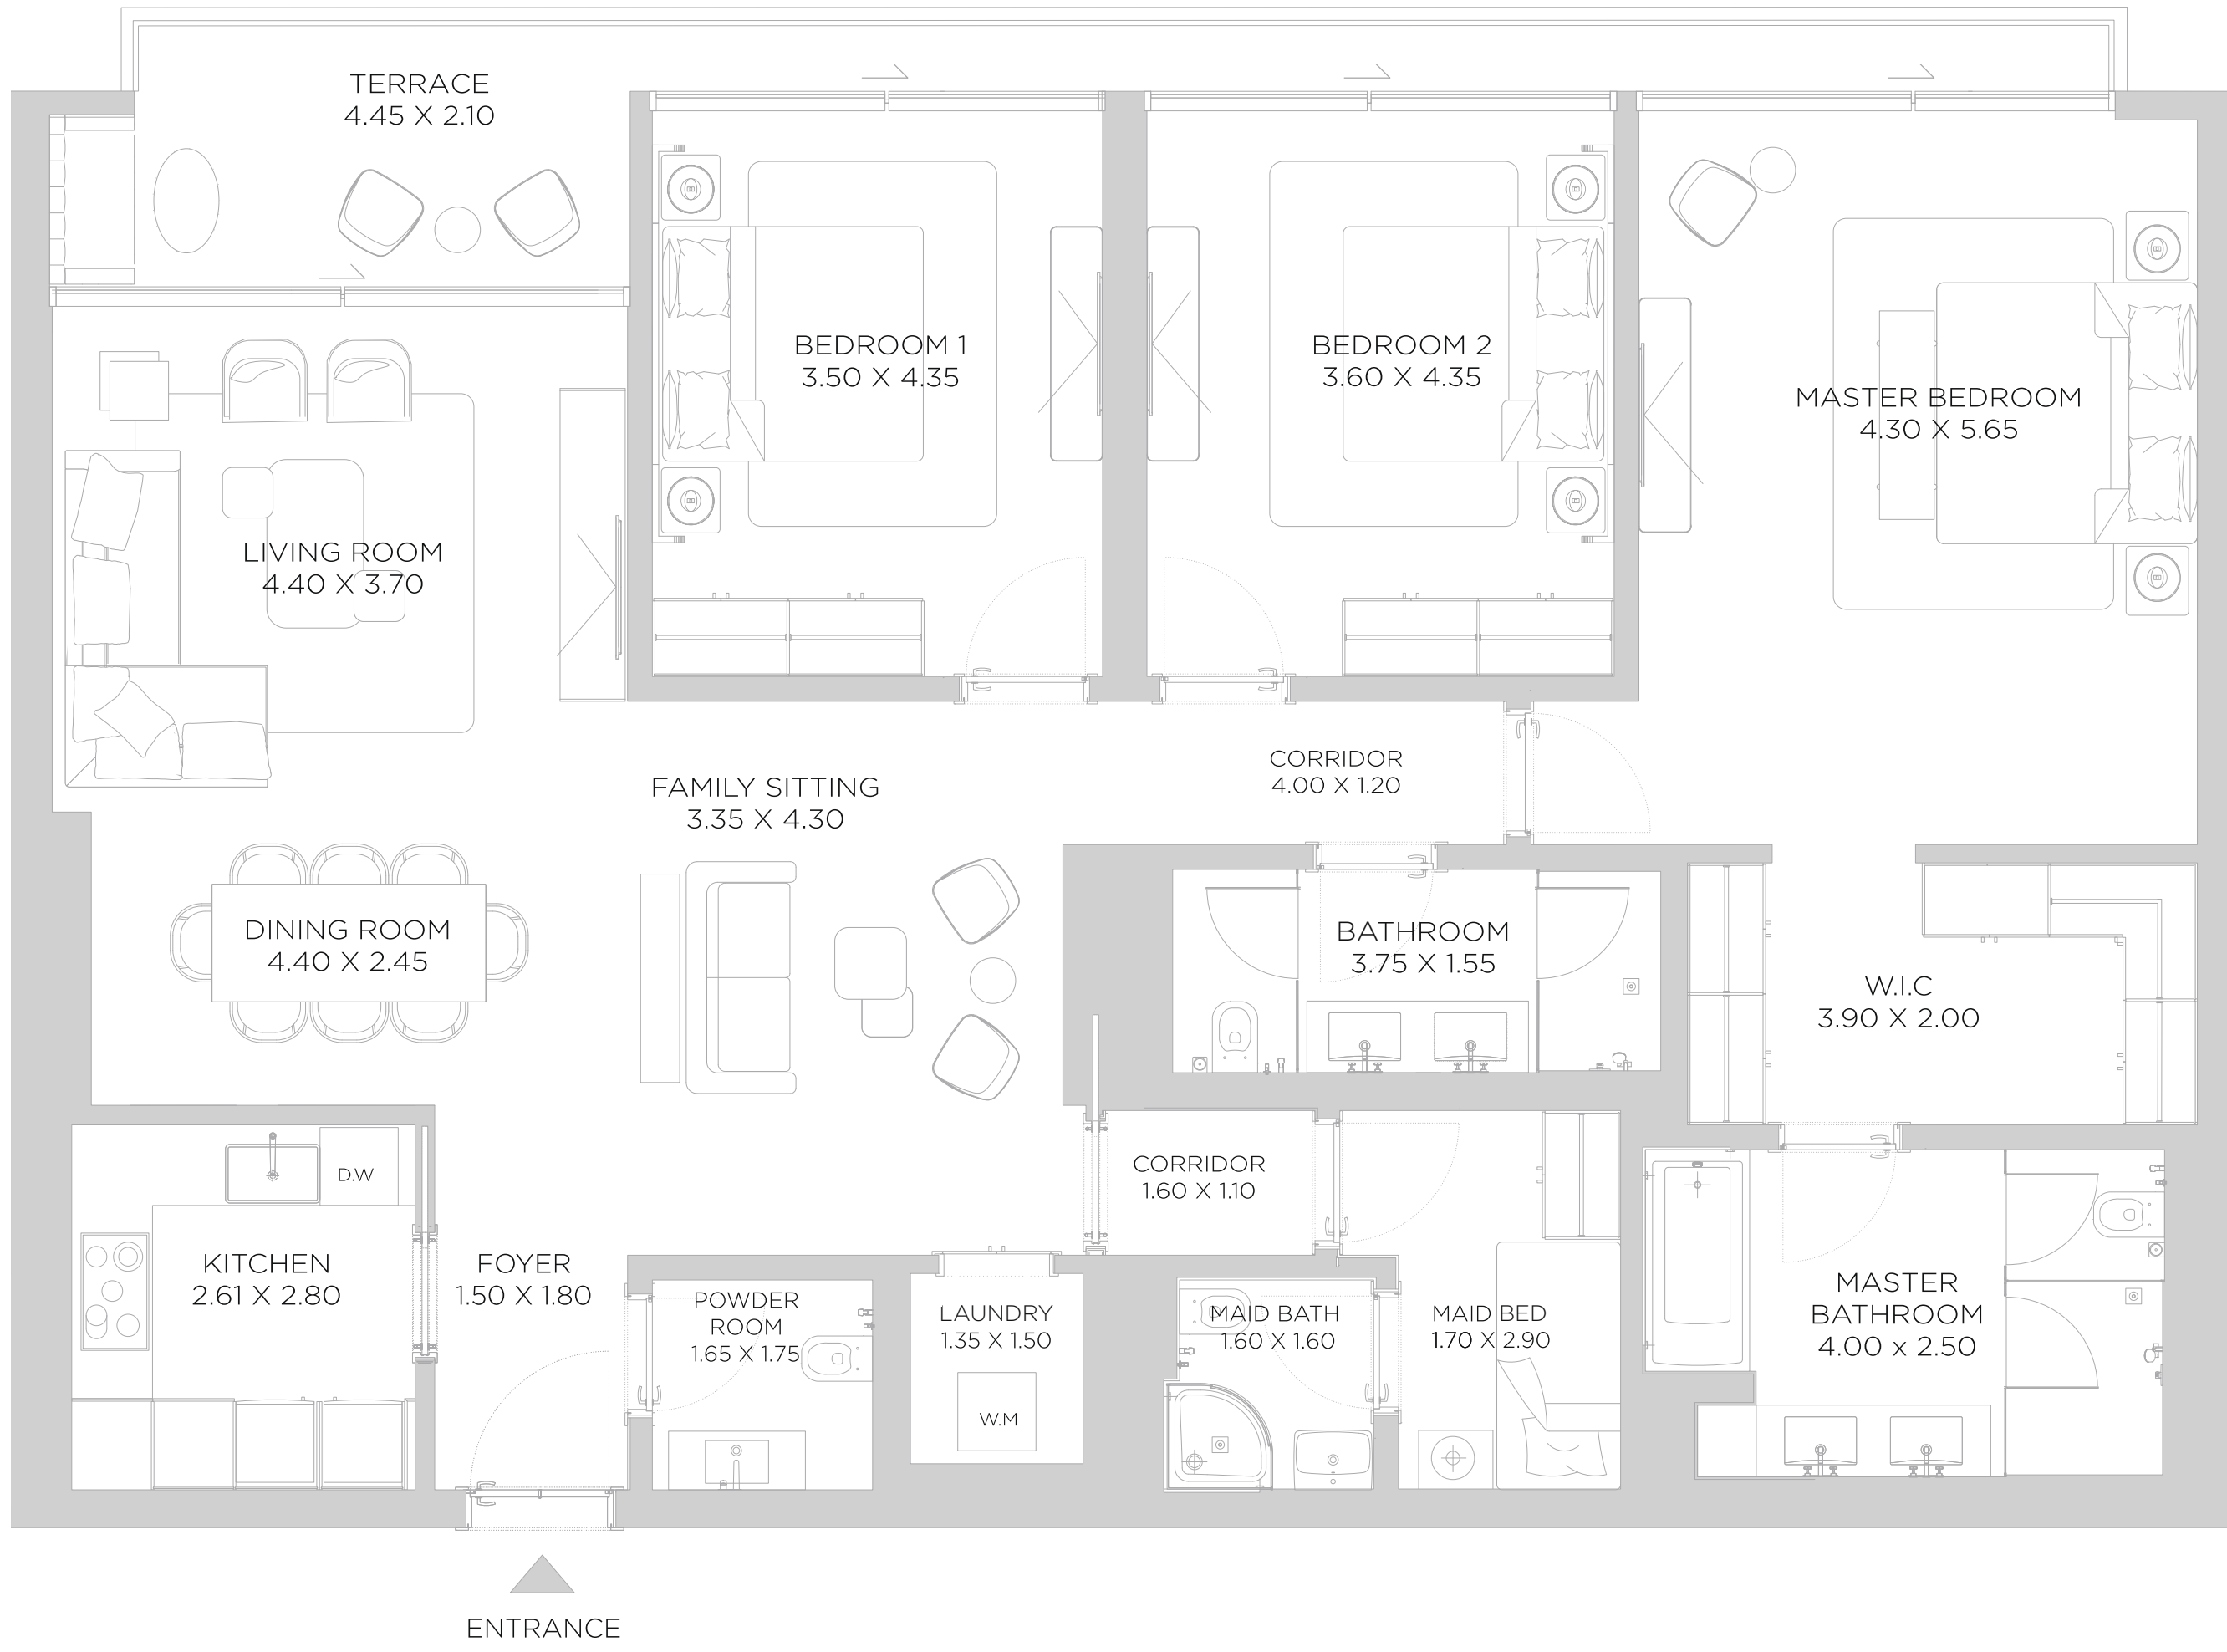 TERRACE
4.45 X 2.10
BEDROOM 1
3.50 X 4.35
BEDROOM 2
3.60 X 4.35
MASTER BEDROOM
4.30 X 5.65
LIVING ROOM
4.40 X 3.70
CORRIDOR
4.00 X 1.20
FAMILY SITTING
3.35 X 4.30
DINING ROOM
4.40 X 2.45
BATHROOM
3.75 X 1.55
W.I.C
3.90 X 2.00
D.W
KITCHEN
2.61 X 2.80
FOYER
1.50 X 1.80
CORRIDOR
1.60 X 1.10
POWDER
ROOM
1.65 X 1.75
LAUNDRY
1.35 X 1.50
W.M
MAID BATH
1.60 X 1.60
MAID BED
1.70 X 2.90
MASTER
BATHROOM
4.00 x 2.50
ENTRANCE